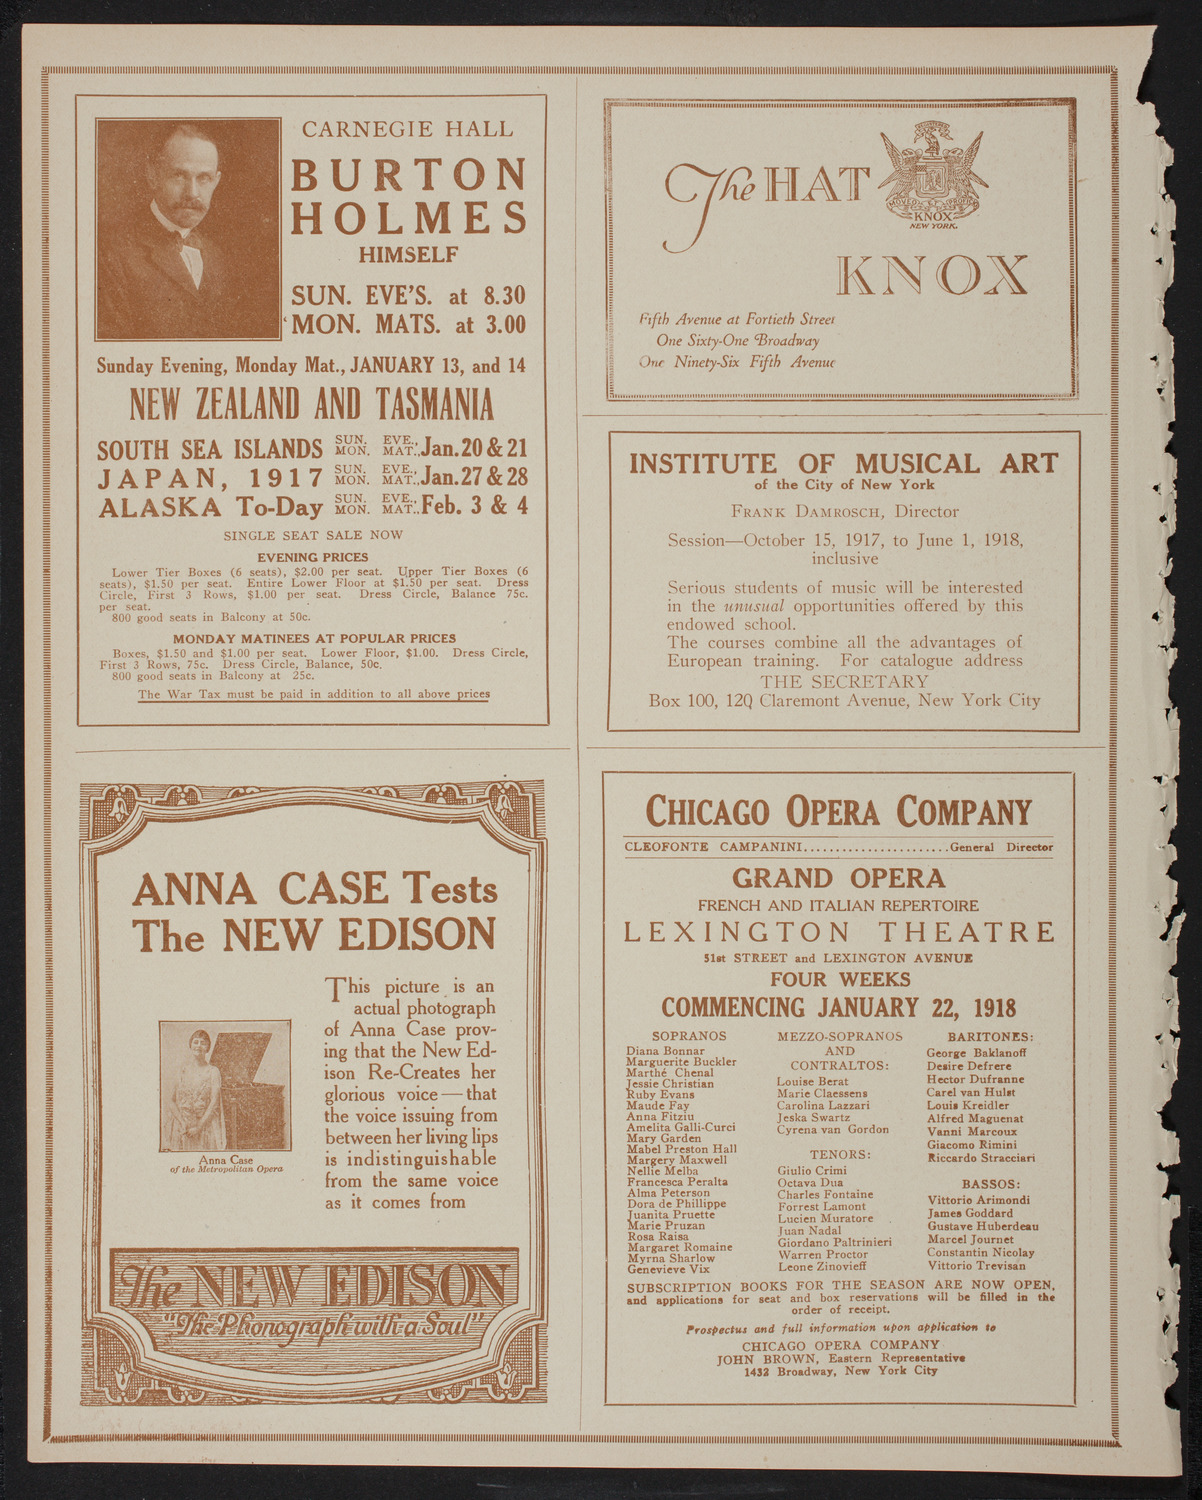 CARNEGIE HALL
BURTON
HOLMES
HIMSELF
SUN. EVE'S. at 8.30
MON. MATS. at 3.00
Sunday Evening, Monday Mat., JANUARY 13, and 14
NEW ZEALAND AND TASMANIA
SOUTH SEA ISLANDS SUN. EVE., MON. MAT., Jan. 20 & 21
JAPAN, 1917 SUN. EVE., MON. MAT., Jan. 27 & 28
ALASKA To-Day SUN. EVE., MON. MAT., Feb. 3 & 4
SINGLE SEAT SALE NOW
EVENING PRICES
Lower Tier Boxes (6 seats), $2.00 per seat. Upper Tier Boxes (6
seats), $1.50 per seat. Entire Lower Floor at $1.50 per seat. Dress
Circle, First 3 Rows, $1.00 per seat. Dress Circle, Balance 75c.
per seat.
800 good seats in Balcony at 50c.
MONDAY MATINEES AT POPULAR PRICES
Boxes, $1.50 and $1.00 per seat. Lower Floor, $1.00. Dress Circle,
First 3 Rows, 75c. Dress Circle, Balance, 50c.
800 good seats in Balcony at 25c.
The War Tax must be paid in addition to all above prices
The HAT
KNOX
NEW YORK.
KNOX
Fifth Avenue at Fortieth Street
One Sixty-One Broadway
One Ninety-Six Fifth Avenue
INSTITUTE OF MUSICAL ART
of the City of New York
FRANK DAMROSCH, Director
Session—October 15, 1917, to June 1, 1918,
inclusive
Serious students of music will be interested
in the unusual opportunities offered by this
endowed school.
The courses combine all the advantages of
European training. For catalogue address
THE SECRETARY
Box 100, 12Q Claremont Avenue, New York City
ANNA CASE Tests
The NEW EDISON
This picture is an
actual photograph
of Anna Case prov-
ing that the New Ed-
ison Re-Creates her
glorious voice—that
the voice issuing from
between her living lips
is indistinguishable
from the same voice
as it comes from
Anna Case
of the Metropolitan Opera
The NEW EDISON
"The Phonograph with a Soul"
CHICAGO OPERA COMPANY
CLEOFONTE CAMPANINI.......................General Director
GRAND OPERA
FRENCH AND ITALIAN REPERTOIRE
LEXINGTON THEATRE
51st STREET and LEXINGTON AVENUE
FOUR WEEKS
COMMENCING JANUARY 22, 1918
SOPRANOS
Diana Bonnar
Marguerite Buckler
Marthé Chenal
Jessie Christian
Ruby Evans
Maude Fay
Anna Fitziu
Amelita Galli-Curci
Mary Garden
Mabel Preston Hall
Margery Maxwell
Nellie Melba
Francesca Peralta
Alma Peterson
Dora de Phillippe
Juanita Pruette
Marie Pruzan
Rosa Raisa
Margaret Romaine
Myrna Sharlow
Genevieve Vix
MEZZO-SOPRANOS
AND
CONTRALTOS:
Louise Berat
Marie Claessens
Carolina Lazzari
Jeska Swartz
Cyrena van Gordon
TENORS:
Giulio Crimi
Octava Dua
Charles Fontaine
Forrest Lamont
Lucien Muratore
Juan Nadal
Giordano Paltrinieri
Warren Proctor
Leone Zinovieff
BARITONES:
George Baklanoff
Desire Defrere
Hector Dufranne
Carel van Hulst
Louis Kreidler
Alfred Maguenat
Vanni Marcoux
Giacomo Rimini
Riccardo Stracciari
BASSOS:
Vittorio Arimondi
James Goddard
Gustave Huberdeau
Marcel Journet
Constantin Nicolay
Vittorio Trevisan
SUBSCRIPTION BOOKS FOR THE SEASON ARE NOW OPEN,
and applications for seat and box reservations will be filled in the
order of receipt.
Prospectus and full information upon application to
CHICAGO OPERA COMPANY
JOHN BROWN, Eastern Representative
1432 Broadway, New York City